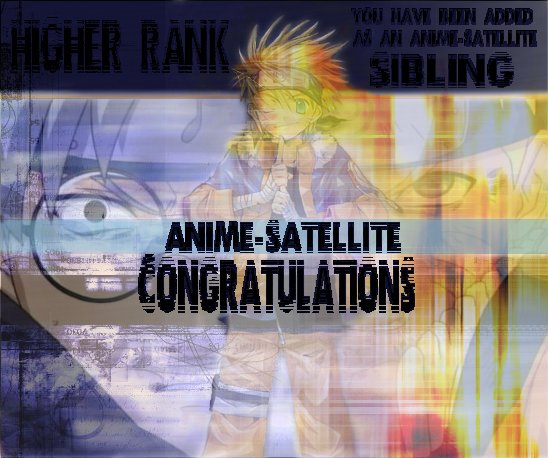 HIGHER RANK
YOU HAVE BEEN ADDED
AS AN ANIME-SATELLITE
SIBLING
ANIME-SATELLITE
CONGRATULATIONS